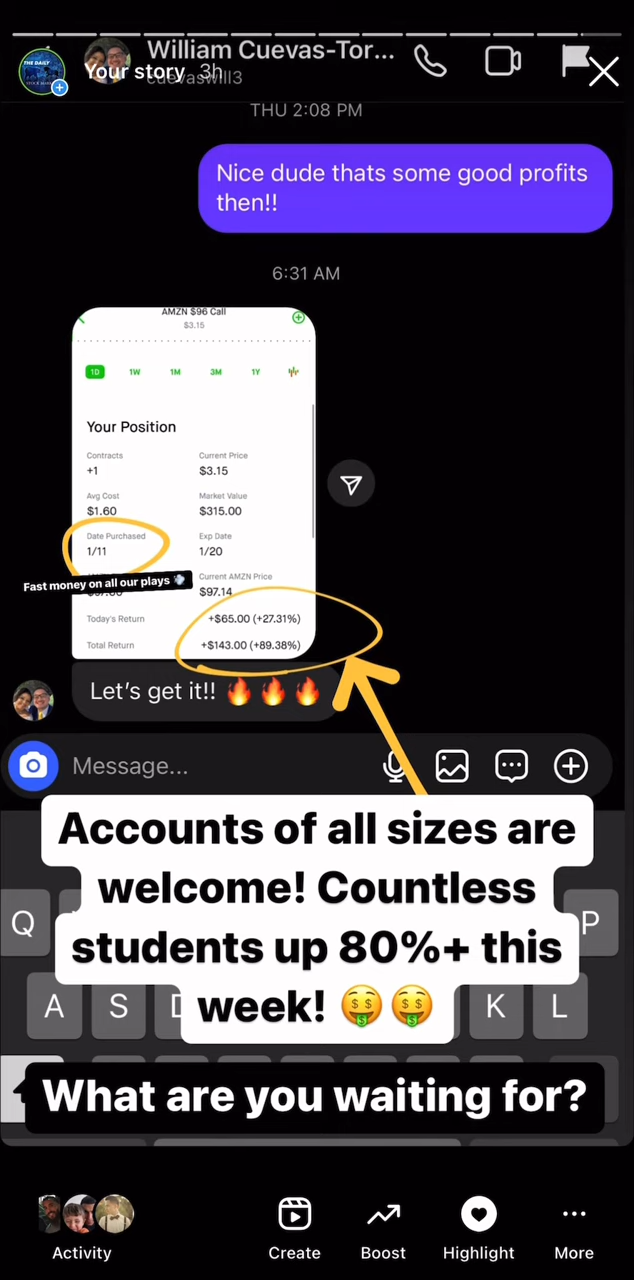 William Cuevas-Tor...
Your story 3h
cuevaswill3
THE DAILY
THU 2:08 PM
Nice dude thats some good profits
then!!
6:31 AM
AMZN $96 Call
$3.15
1D 1W 1M 3M 1Y
Your Position
Contracts Current Price
+1 $3.15
Avg Cost Market Value
$1.60 $315.00
Date Purchased Exp Date
1/11 1/20
Fast money on all our plays 💨
Current AMZN Price
$97.14
Today's Return +$65.00 (+27.31%)
Total Return +$143.00 (+89.38%)
Let's get it!! 🔥 🔥 🔥
Message...
Accounts of all sizes are
welcome! Countless
students up 80%+ this
week! 🤑 🤑
What are you waiting for?
Q P
A S K L
Activity Create Boost Highlight More